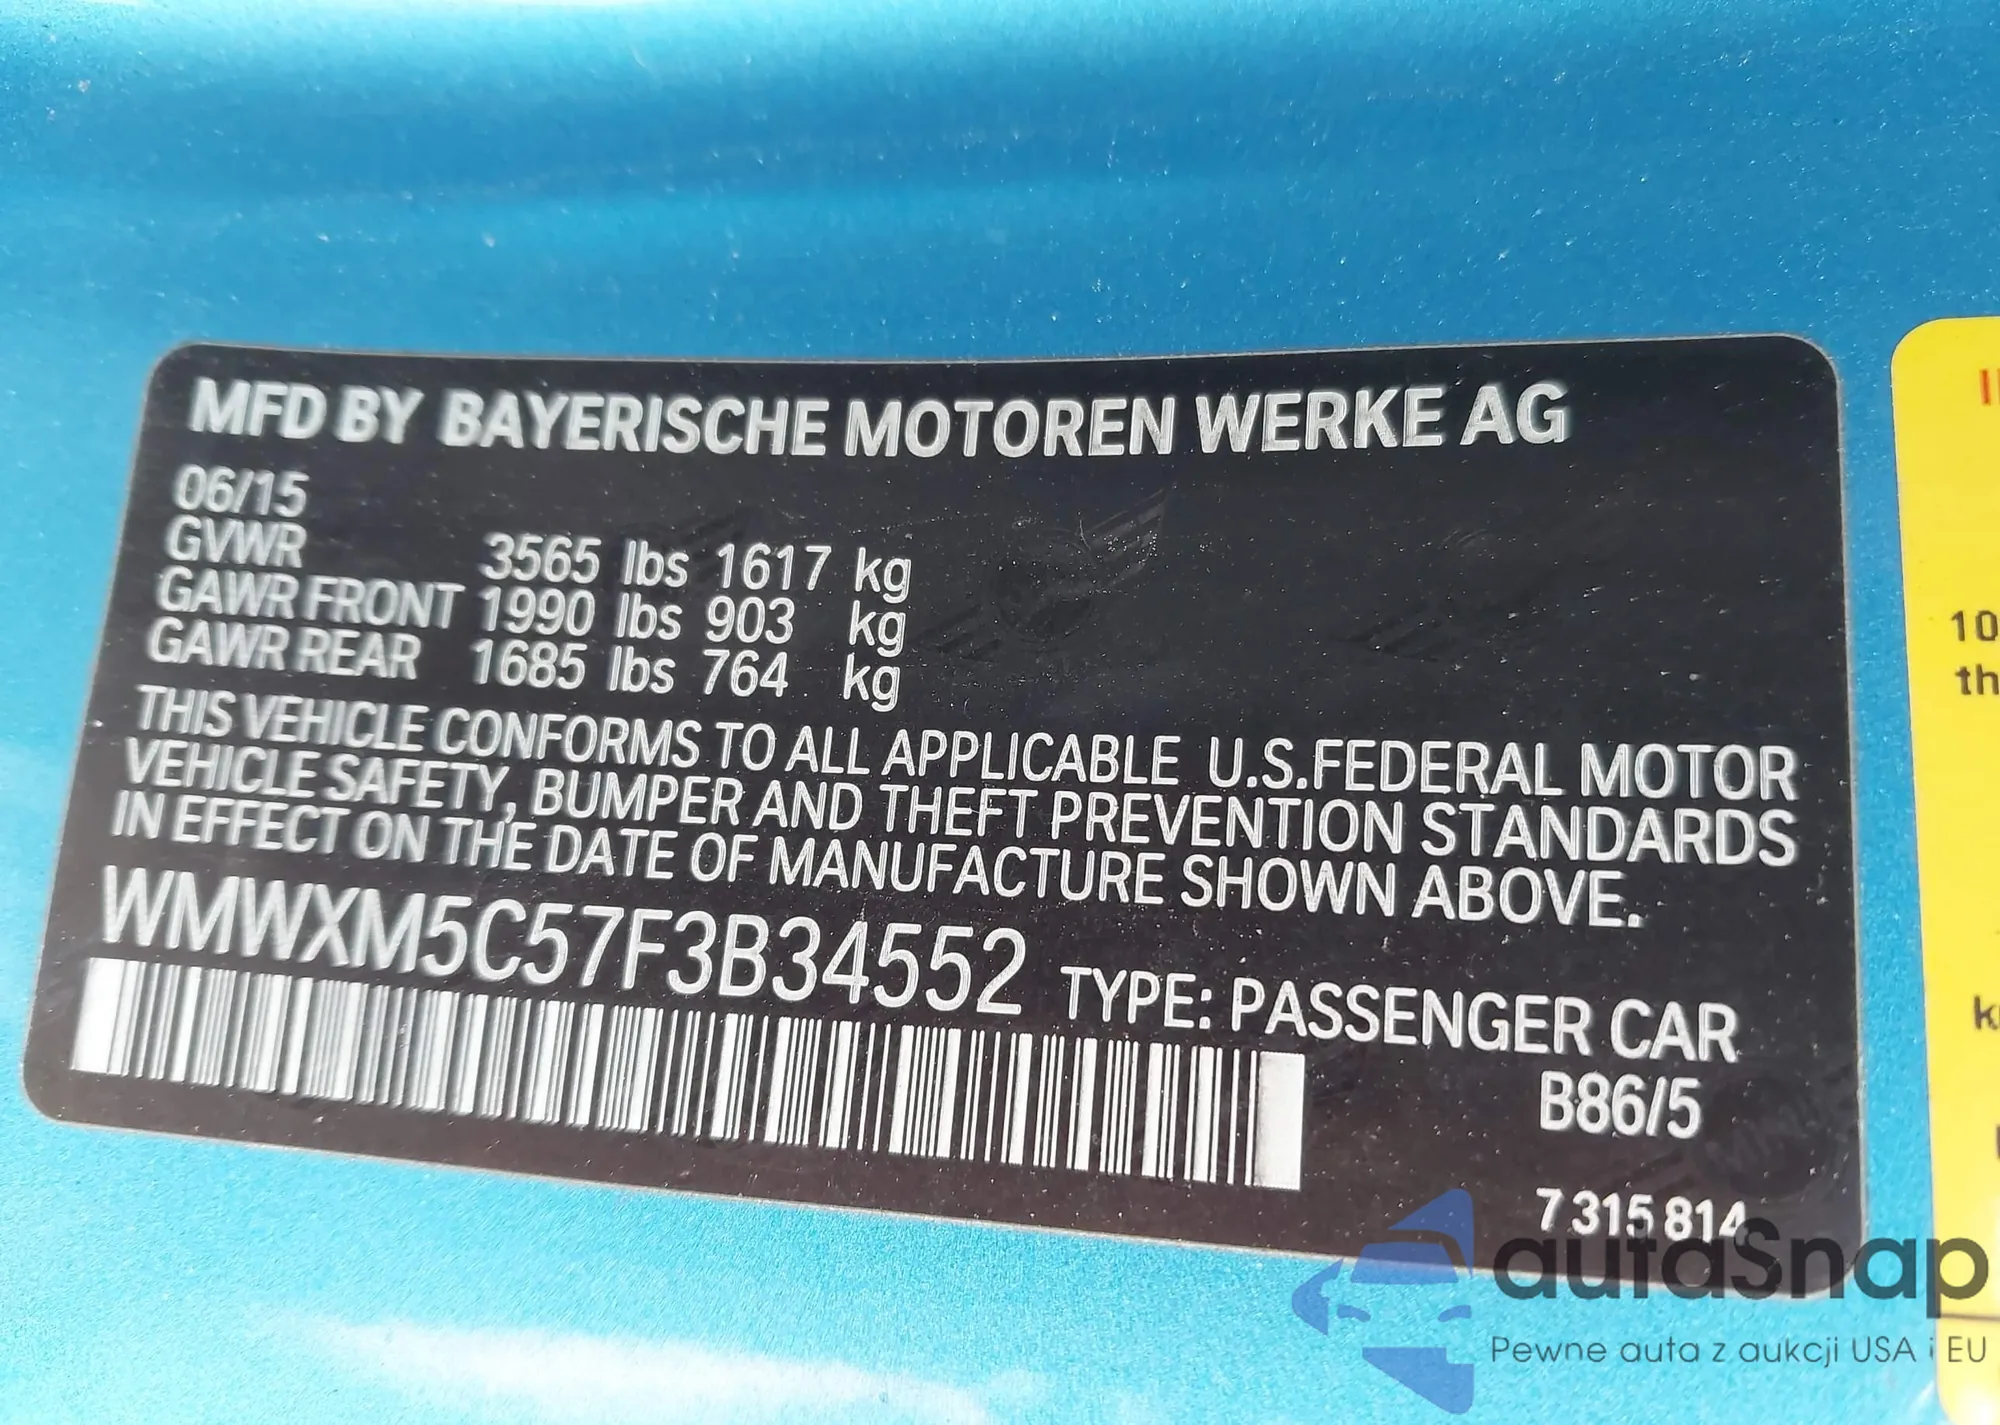 MFD BY BAYERISCHE MOTOREN WERKE AG
06/15
GVWR 3565 lbs 1617 kg
GAWR FRONT 1990 lbs 903 kg
GAWR REAR 1685 lbs 764 kg
THIS VEHICLE CONFORMS TO ALL APPLICABLE U.S.FEDERAL MOTOR
VEHICLE SAFETY, BUMPER AND THEFT PREVENTION STANDARDS
IN EFFECT ON THE DATE OF MANUFACTURE SHOWN ABOVE.
WMWXM5C57F3B34552 TYPE: PASSENGER CAR
B86/5
7 315 814
10
th
autaSnap
Pewne auta z aukcji USA i EU